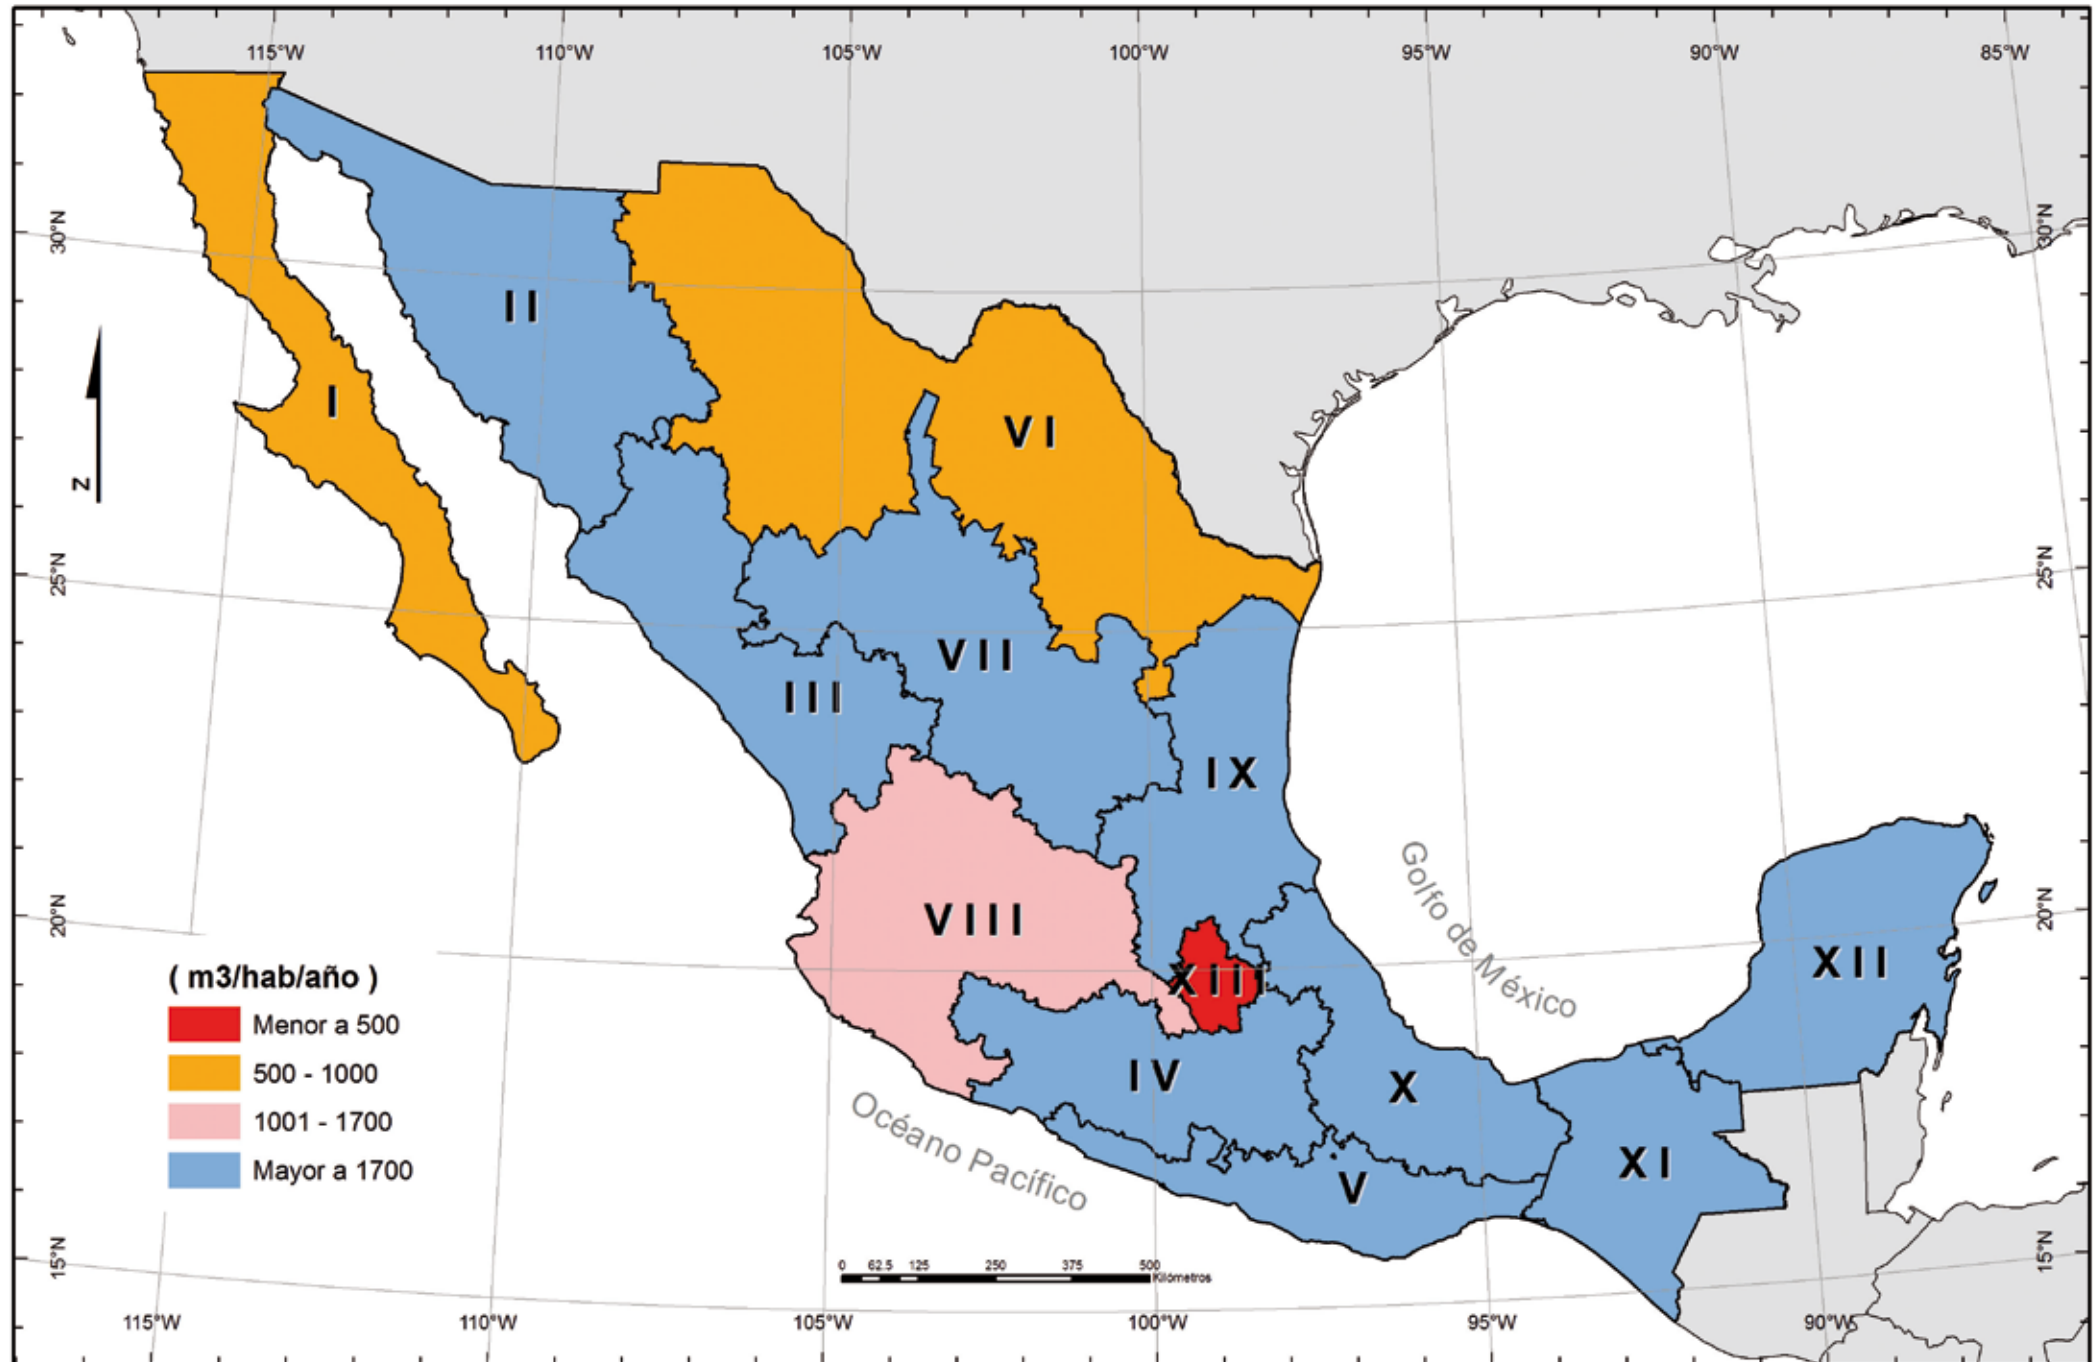 115°W 110°W 105°W 100°W 95°W 90°W 85°W
30°N
30°N
II
I
VI
N
25°N
25°N
VII
III
IX
Golfo de México
20°N
20°N
VIII
XII
XIII
( m3/hab/año )
Menor a 500
500 - 1000
1001 - 1700
Mayor a 1700
IV
X
Océano Pacífico
XI
V
15°N
15°N
0 62.5 125 250 375 500
Kilómetros
115°W 110°W 105°W 100°W 95°W 90°W